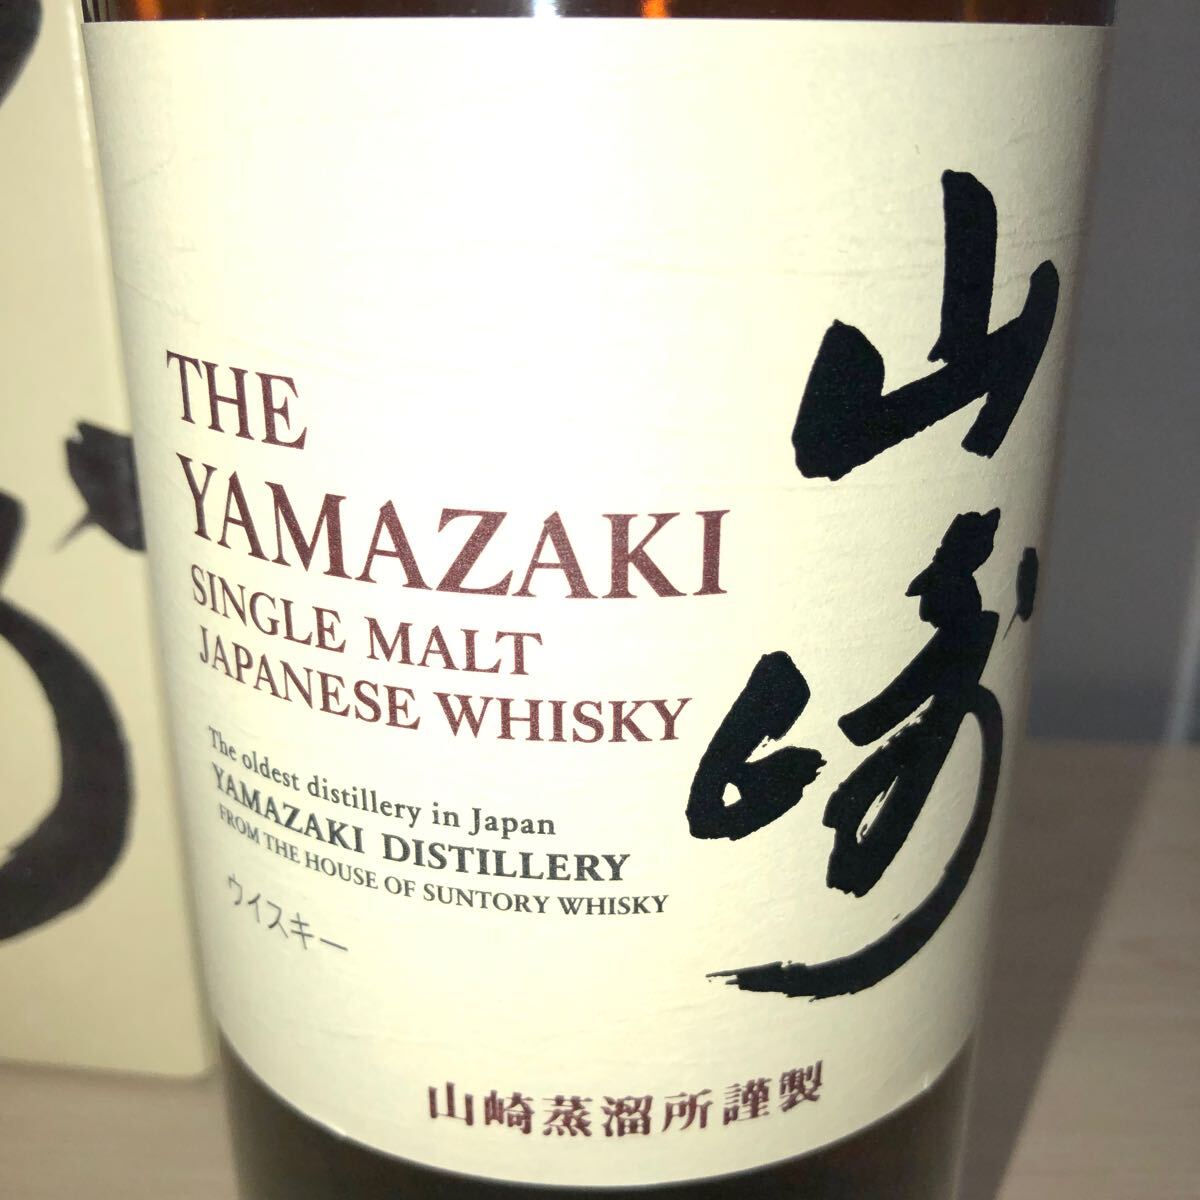 THE
YAMAZAKI
SINGLE MALT
JAPANESE WHISKY
The oldest distillery in Japan
YAMAZAKI DISTILLERY
FROM THE HOUSE OF SUNTORY WHISKY
ウイスキー
山崎
山崎蒸溜所謹製